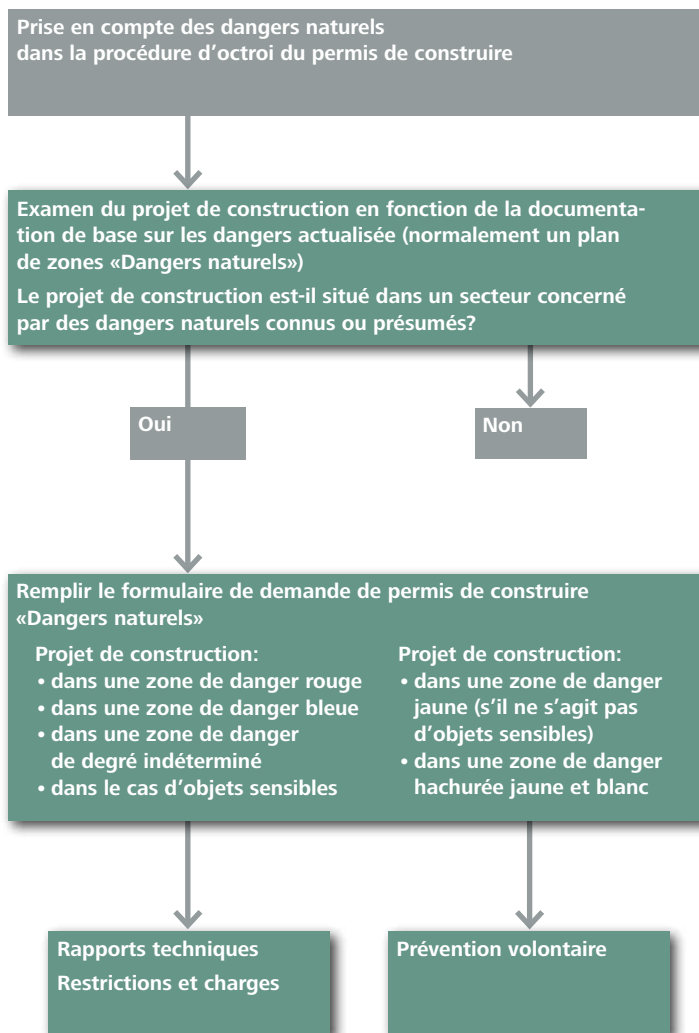 Prise en compte des dangers naturels
dans la procédure d’octroi du permis de construire
Examen du projet de construction en fonction de la documenta-
tion de base sur les dangers actualisée (normalement un plan
de zones «Dangers naturels»)
Le projet de construction est-il situé dans un secteur concerné
par des dangers naturels connus ou présumés?
Oui
Non
Remplir le formulaire de demande de permis de construire
«Dangers naturels»
Projet de construction:
• dans une zone de danger rouge
• dans une zone de danger bleue
• dans une zone de danger
de degré indéterminé
• dans le cas d’objets sensibles
Projet de construction:
• dans une zone de danger
jaune (s’il ne s’agit pas
d’objets sensibles)
• dans une zone de danger
hachurée jaune et blanc
Rapports techniques
Restrictions et charges
Prévention volontaire